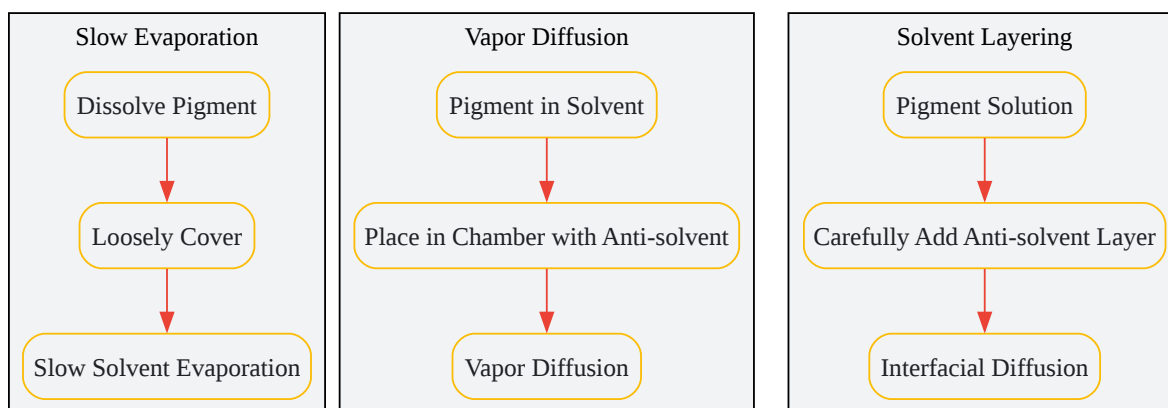 Slow Evaporation
Dissolve Pigment
Loosely Cover
Slow Solvent Evaporation
Vapor Diffusion
Pigment in Solvent
Place in Chamber with Anti-solvent
Vapor Diffusion
Solvent Layering
Pigment Solution
Carefully Add Anti-solvent Layer
Interfacial Diffusion